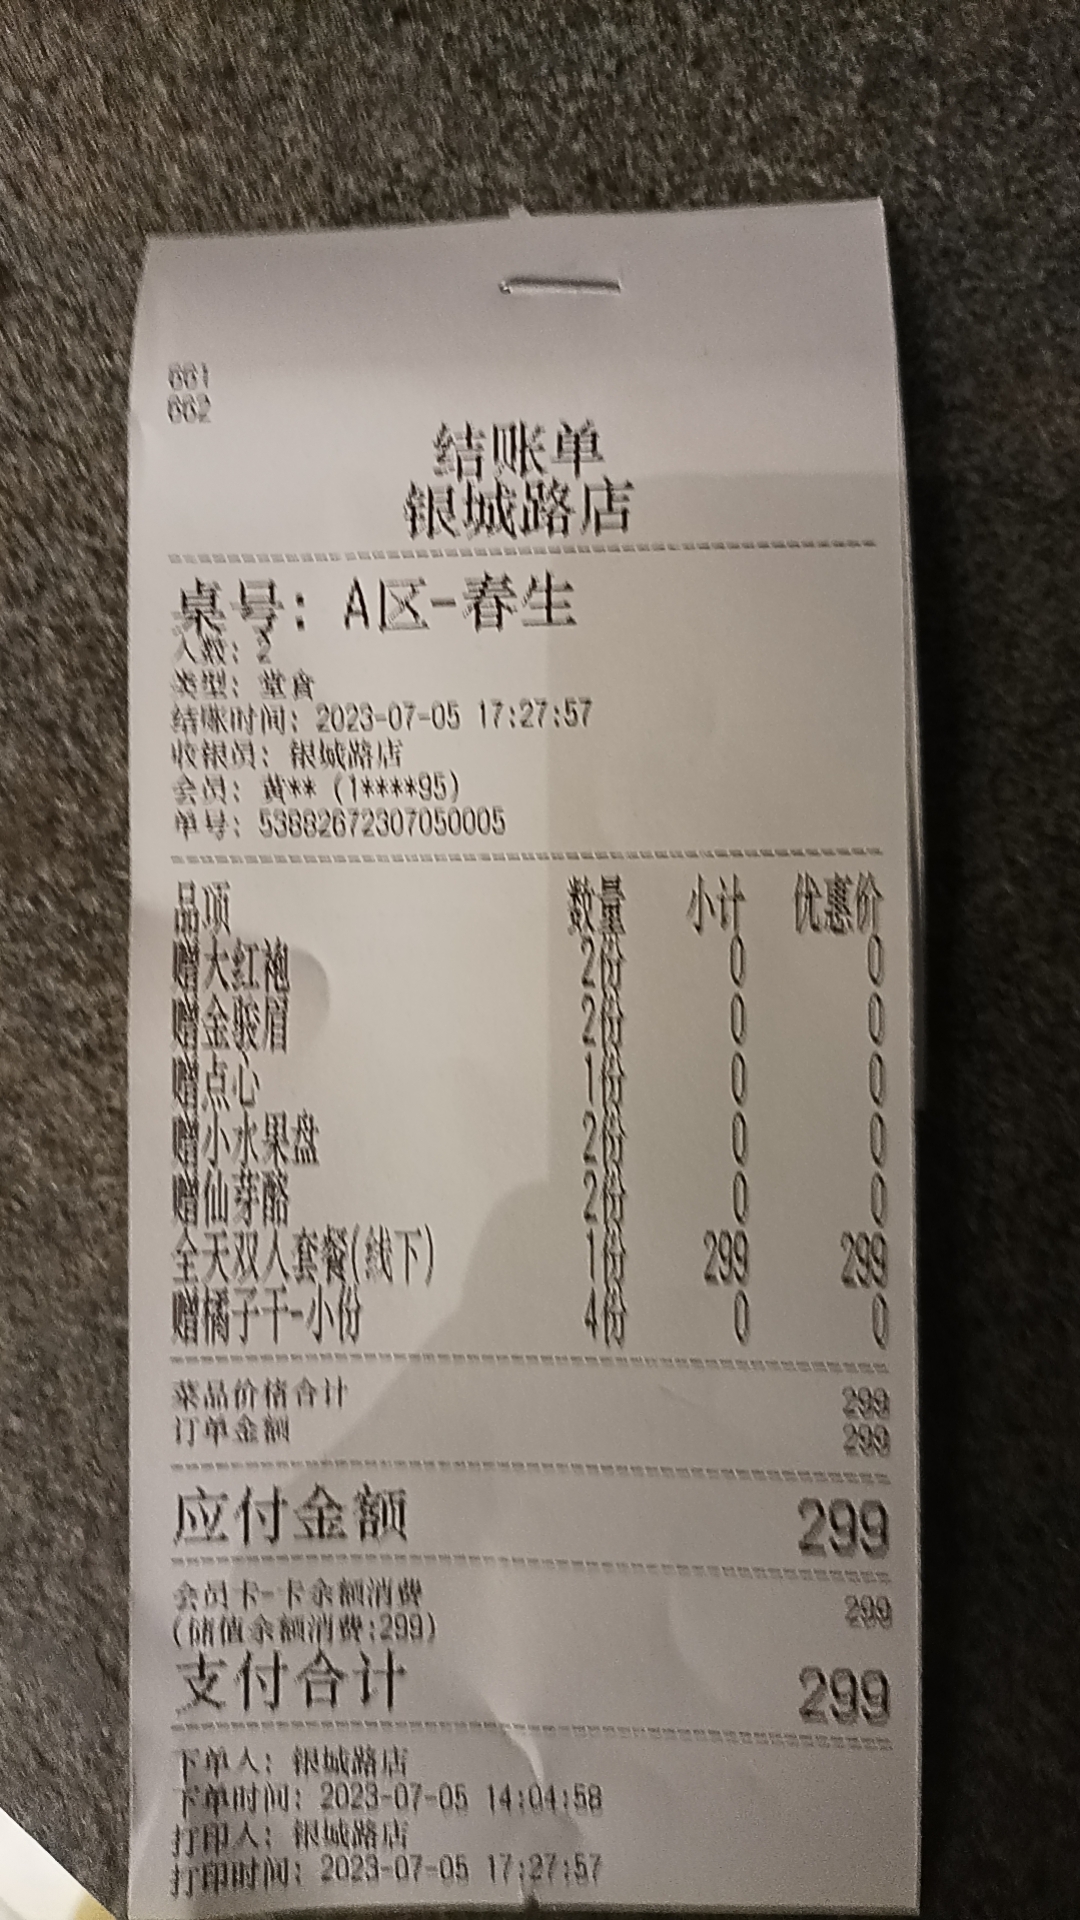 661
662
结账单
银城路店
桌号: A区-春生
人数: 2
类型: 堂食
结账时间: 2023-07-05 17:27:57
收银员: 银城路店
会员: 黄** (1****95)
单号: 53882672307050005
品项 数量 小计 优惠价
赠大红袍 2份 0 0
赠金骏眉 2份 0 0
赠点心 1份 0 0
赠小水果盘 2份 0 0
赠仙芽酪 2份 0 0
全天双人套餐(线下) 1份 299 299
赠橘子干-小份 4份 0 0
菜品价格合计 299
订单金额 299
应付金额 299
会员卡-卡余额消费 299
(储值余额消费:299)
支付合计 299
下单人: 银城路店
下单时间: 2023-07-05 14:04:58
打印人: 银城路店
打印时间: 2023-07-05 17:27:57